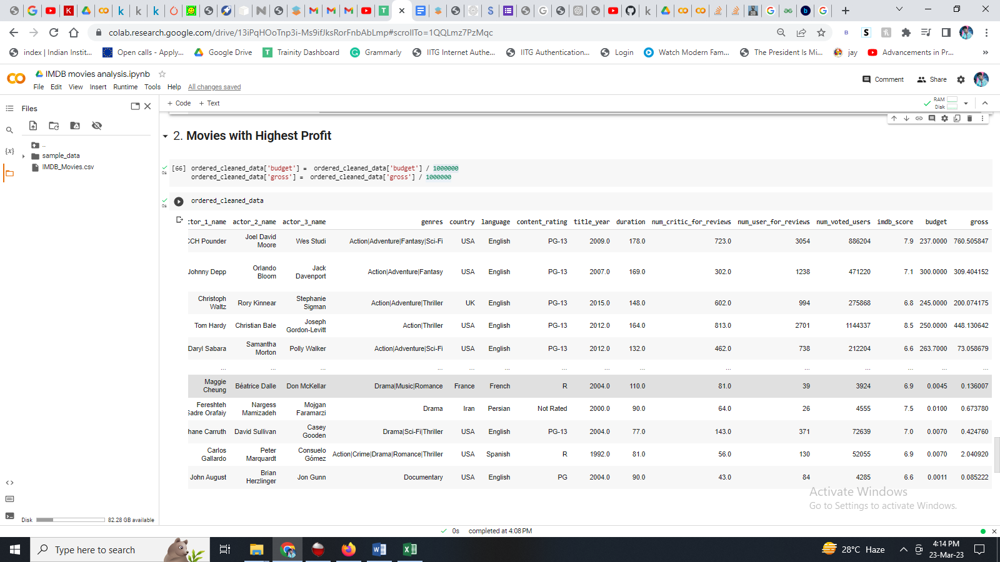 colab.research.google.com/drive/13iPqHOoTnp3i-Ms9ifJksRorFnbAbLmp#scrollTo=1QQLmz7PzMqc
index | Indian Instit... Open calls - Apply... Google Drive Trainity Dashboard Grammarly IITG Internet Authe... IITG Authentication... Login Watch Modern Fam... The President Is Mi... jay Advancements in Pr... »
IMDB movies analysis.ipynb
File Edit View Insert Runtime Tools Help All changes saved
Comment Share
Files
+ Code + Text
RAM
Disk
..
sample_data
IMDB_Movies.csv
2. Movies with Highest Profit
0s [66] ordered_cleaned_data['budget'] = ordered_cleaned_data['budget'] / 1000000
ordered_cleaned_data['gross'] = ordered_cleaned_data['gross'] / 1000000
0s ordered_cleaned_data
ctor_1_name actor_2_name actor_3_name genres country language content_rating title_year duration num_critic_for_reviews num_user_for_reviews num_voted_users imdb_score budget gross
CCH Pounder Joel David Moore Wes Studi Action|Adventure|Fantasy|Sci-Fi USA English PG-13 2009.0 178.0 723.0 3054 886204 7.9 237.0000 760.505847
Johnny Depp Orlando Bloom Jack Davenport Action|Adventure|Fantasy USA English PG-13 2007.0 169.0 302.0 1238 471220 7.1 300.0000 309.404152
Christoph Waltz Rory Kinnear Stephanie Sigman Action|Adventure|Thriller UK English PG-13 2015.0 148.0 602.0 994 275868 6.8 245.0000 200.074175
Tom Hardy Christian Bale Joseph Gordon-Levitt Action|Thriller USA English PG-13 2012.0 164.0 813.0 2701 1144337 8.5 250.0000 448.130642
Daryl Sabara Samantha Morton Polly Walker Action|Adventure|Sci-Fi USA English PG-13 2012.0 132.0 462.0 738 212204 6.6 263.7000 73.058679
... ... ... ... ... ... ... ... ... ... ... ... ... ... ...
Maggie Cheung Béatrice Dalle Don McKellar Drama|Music|Romance France French R 2004.0 110.0 81.0 39 3924 6.9 0.0045 0.136007
Fereshteh Sadre Orafaiy Nargess Mamizadeh Mojgan Faramarzi Drama Iran Persian Not Rated 2000.0 90.0 64.0 26 4555 7.5 0.0100 0.673780
hane Carruth David Sullivan Casey Gooden Drama|Sci-Fi|Thriller USA English PG-13 2004.0 77.0 143.0 371 72639 7.0 0.0070 0.424760
Carlos Gallardo Peter Marquardt Consuelo Gómez Action|Crime|Drama|Romance|Thriller USA Spanish R 1992.0 81.0 56.0 130 52055 6.9 0.0070 2.040920
John August Brian Herzlinger Jon Gunn Documentary USA English PG 2004.0 90.0 43.0 84 4285 6.6 0.0011 0.085222
Activate Windows
Go to Settings to activate Windows.
Disk 82.28 GB available
0s completed at 4:08 PM
Type here to search
28°C Haze
4:14 PM
23-Mar-23